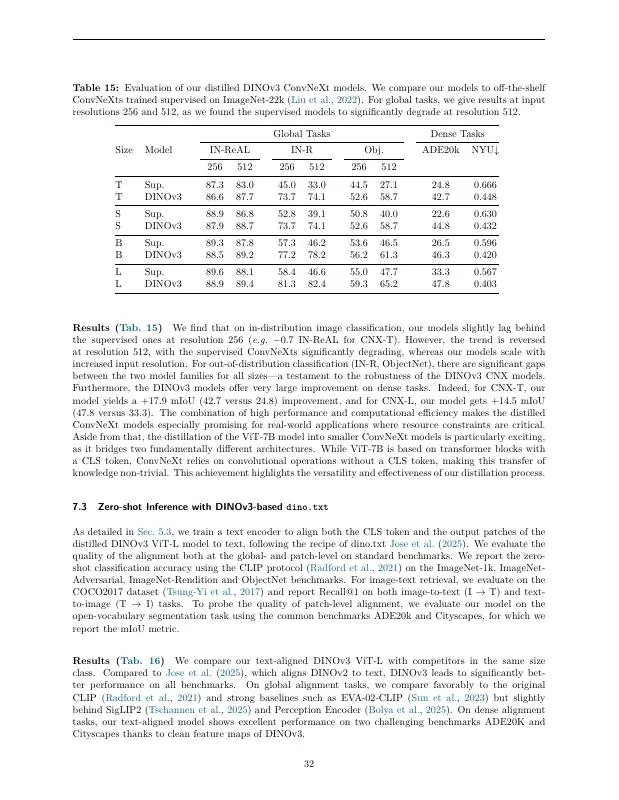 Table 15: Evaluation of our distilled DINOv3 ConvNeXt models. We compare our models to off-the-shelf
ConvNeXts trained supervised on ImageNet-22k (Liu et al., 2022). For global tasks, we give results at input
resolutions 256 and 512, as we found the supervised models to significantly degrade at resolution 512.
Global Tasks Dense Tasks
Size Model IN-ReAL IN-R Obj. ADE20k NYU↓
256 512 256 512 256 512
T Sup. 87.3 83.0 45.0 33.0 44.5 27.1 24.8 0.666
T DINOv3 86.6 87.7 73.7 74.1 52.6 58.7 42.7 0.448
S Sup. 88.9 86.8 52.8 39.1 50.8 40.0 22.6 0.630
S DINOv3 87.9 88.7 73.7 74.1 52.6 58.7 44.8 0.432
B Sup. 89.3 87.8 57.3 46.2 53.6 46.5 26.5 0.596
B DINOv3 88.5 89.2 77.2 78.2 56.2 61.3 46.3 0.420
L Sup. 89.6 88.1 58.4 46.6 55.0 47.7 33.3 0.567
L DINOv3 88.9 89.4 81.3 82.4 59.3 65.2 47.8 0.403
Results (Tab. 15) We find that on in-distribution image classification, our models slightly lag behind
the supervised ones at resolution 256 (e.g. −0.7 IN-ReAL for CNX-T). However, the trend is reversed
at resolution 512, with the supervised ConvNeXts significantly degrading, whereas our models scale with
increased input resolution. For out-of-distribution classification (IN-R, ObjectNet), there are significant gaps
between the two model families for all sizes—a testament to the robustness of the DINOv3 CNX models.
Furthermore, the DINOv3 models offer very large improvement on dense tasks. Indeed, for CNX-T, our
model yields a +17.9 mIoU (42.7 versus 24.8) improvement, and for CNX-L, our model gets +14.5 mIoU
(47.8 versus 33.3). The combination of high performance and computational efficiency makes the distilled
ConvNeXt models especially promising for real-world applications where resource constraints are critical.
Aside from that, the distillation of the ViT-7B model into smaller ConvNeXt models is particularly exciting,
as it bridges two fundamentally different architectures. While ViT-7B is based on transformer blocks with
a CLS token, ConvNeXt relies on convolutional operations without a CLS token, making this transfer of
knowledge non-trivial. This achievement highlights the versatility and effectiveness of our distillation process.
7.3 Zero-shot Inference with DINOv3-based dino.txt
As detailed in Sec. 5.3, we train a text encoder to align both the CLS token and the output patches of the
distilled DINOv3 ViT-L model to text, following the recipe of dino.txt Jose et al. (2025). We evaluate the
quality of the alignment both at the global- and patch-level on standard benchmarks. We report the zero-
shot classification accuracy using the CLIP protocol (Radford et al., 2021) on the ImageNet-1k, ImageNet-
Adversarial, ImageNet-Rendition and ObjectNet benchmarks. For image-text retrieval, we evaluate on the
COCO2017 dataset (Tsung-Yi et al., 2017) and report Recall@1 on both image-to-text (I → T) and text-
to-image (T → I) tasks. To probe the quality of patch-level alignment, we evaluate our model on the
open-vocabulary segmentation task using the common benchmarks ADE20k and Cityscapes, for which we
report the mIoU metric.
Results (Tab. 16) We compare our text-aligned DINOv3 ViT-L with competitors in the same size
class. Compared to Jose et al. (2025), which aligns DINOv2 to text, DINOv3 leads to significantly bet-
ter performance on all benchmarks. On global alignment tasks, we compare favorably to the original
CLIP (Radford et al., 2021) and strong baselines such as EVA-02-CLIP (Sun et al., 2023) but slightly
behind SigLIP2 (Tschannen et al., 2025) and Perception Encoder (Bolya et al., 2025). On dense alignment
tasks, our text-aligned model shows excellent performance on two challenging benchmarks ADE20K and
Cityscapes thanks to clean feature maps of DINOv3.
32